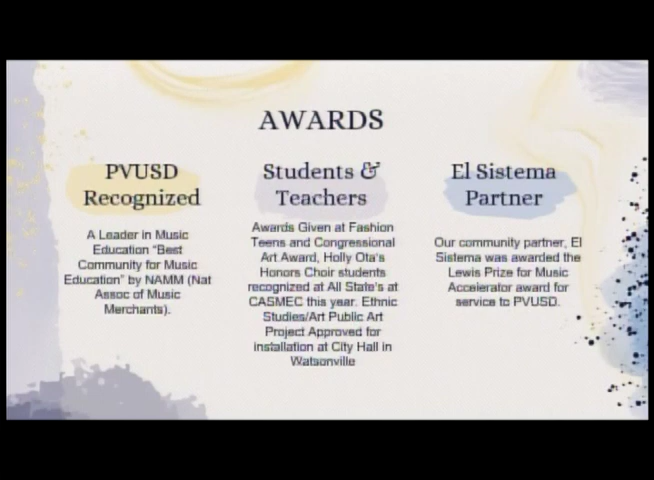 AWARDS
PVUSD
Recognized
A Leader in Music
Education "Best
Community for Music
Education" by NAMM (Nat
Assoc of Music
Merchants).
Students &
Teachers
Awards Given at Fashion
Teens and Congressional
Art Award, Holly Ota's
Honors Choir students
recognized at All State's at
CASMEC this year. Ethnic
Studies/Art Public Art
Project Approved for
installation at City Hall in
Watsonville
El Sistema
Partner
Our community partner, El
Sistema was awarded the
Lewis Prize for Music
Accelerator award for
service to PVUSD.